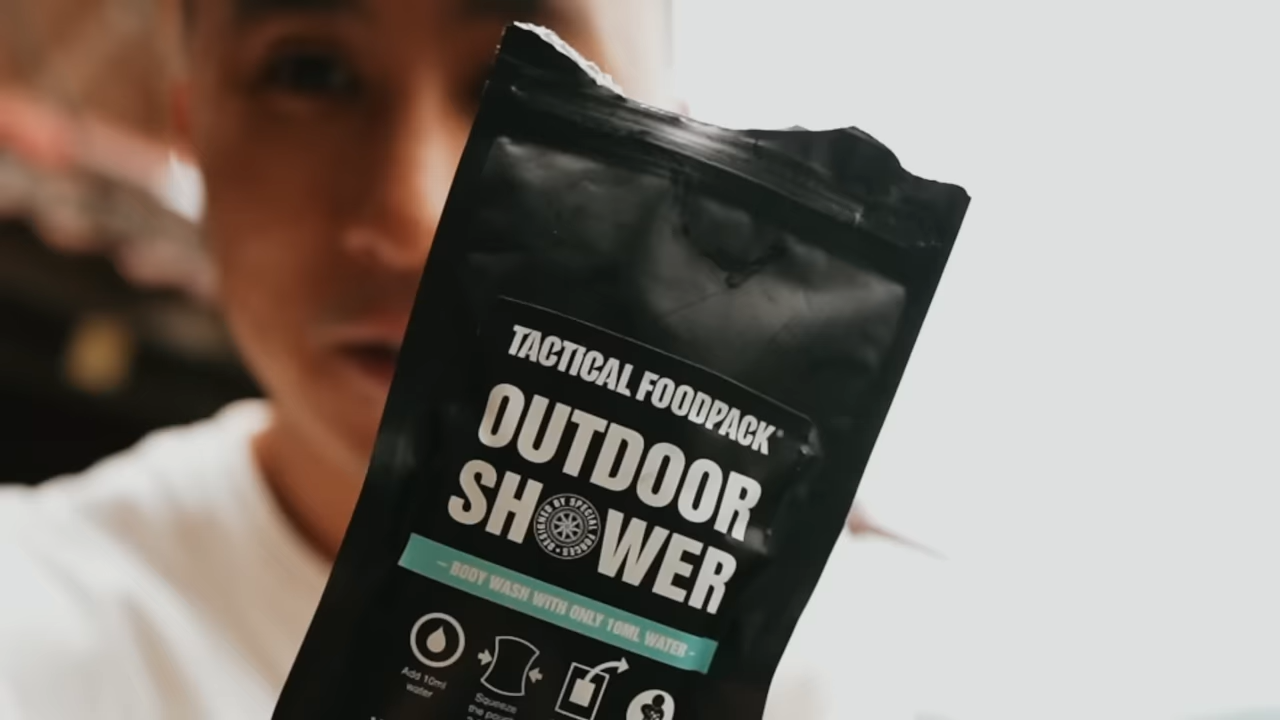 TACTICAL FOODPACK
OUTDOOR
SHOWER
DESIGNED BY SPECIAL FORCES
- BODY WASH WITH ONLY 10ML WATER -
Add 10ml
water
Squeeze
the pouch